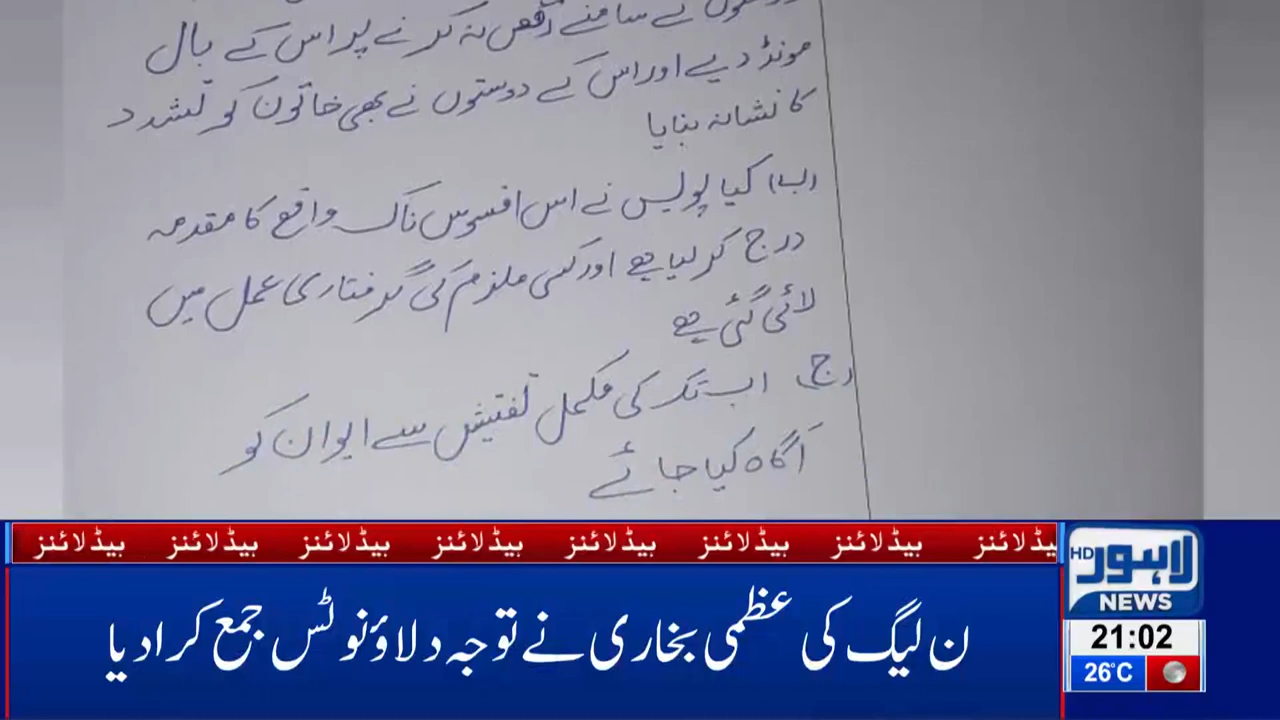 دوستوں کے سامنے رقص نہ کرنے پر اس کے بال
مونڈ دیے اور اس کے دوستوں نے بھی خاتون کو تشدد
کا نشانہ بنایا
(ب) کیا پولیس نے اس افسوس ناک واقع کا مقدمہ
درج کر لیا ہے اور کسی ملزم کی گرفتاری عمل میں
لائی گئی ہے
(ج) اب تک کی مکمل تفتیش سے ایوان کو
آگاہ کیا جائے
ہیڈلائنز ہیڈلائنز ہیڈلائنز ہیڈلائنز ہیڈلائنز ہیڈلائنز ہیڈلائنز ہیڈلائنز
ن لیگ کی عظمی بخاری نے توجہ دلاؤ نوٹس جمع کرا دیا
لاہور HD
NEWS
21:02
26°C